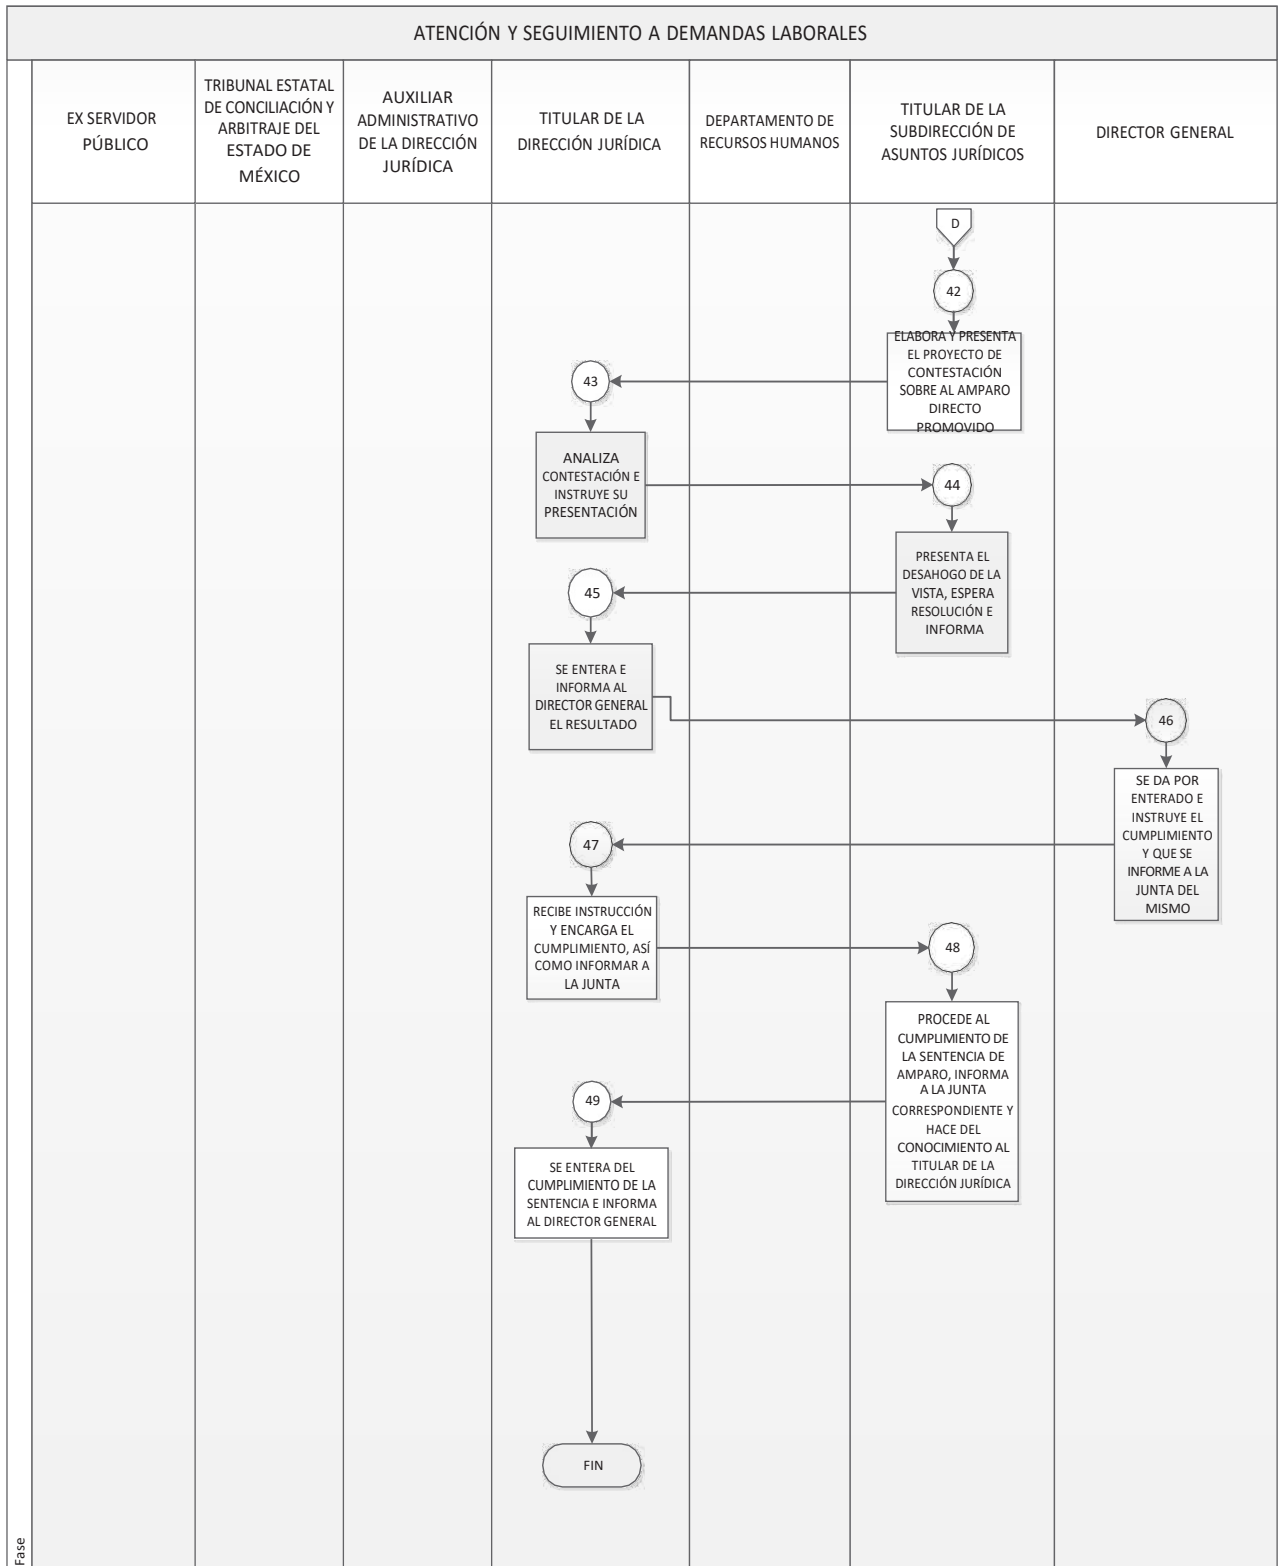 ATENCIÓN Y SEGUIMIENTO A DEMANDAS LABORALES
EX SERVIDOR
PÚBLICO
TRIBUNAL ESTATAL
DE CONCILIACIÓN Y
ARBITRAJE DEL
ESTADO DE
MÉXICO
AUXILIAR
ADMINISTRATIVO
DE LA DIRECCIÓN
JURÍDICA
TITULAR DE LA
DIRECCIÓN JURÍDICA
DEPARTAMENTO DE
RECURSOS HUMANOS
TITULAR DE LA
SUBDIRECCIÓN DE
ASUNTOS JURÍDICOS
DIRECTOR GENERAL
D
42
ELABORA Y PRESENTA
EL PROYECTO DE
CONTESTACIÓN
SOBRE AL AMPARO
DIRECTO
PROMOVIDO
43
ANALIZA
CONTESTACIÓN E
INSTRUYE SU
PRESENTACIÓN
44
PRESENTA EL
DESAHOGO DE LA
VISTA, ESPERA
RESOLUCIÓN E
INFORMA
45
SE ENTERA E
INFORMA AL
DIRECTOR GENERAL
EL RESULTADO
46
SE DA POR
ENTERADO E
INSTRUYE EL
CUMPLIMIENTO
Y QUE SE
INFORME A LA
JUNTA DEL
MISMO
47
RECIBE INSTRUCCIÓN
Y ENCARGA EL
CUMPLIMIENTO, ASÍ
COMO INFORMAR A
LA JUNTA
48
PROCEDE AL
CUMPLIMIENTO DE
LA SENTENCIA DE
AMPARO, INFORMA
A LA JUNTA
CORRESPONDIENTE Y
HACE DEL
CONOCIMIENTO AL
TITULAR DE LA
DIRECCIÓN JURÍDICA
49
SE ENTERA DEL
CUMPLIMIENTO DE LA
SENTENCIA E INFORMA
AL DIRECTOR GENERAL
FIN
Fase